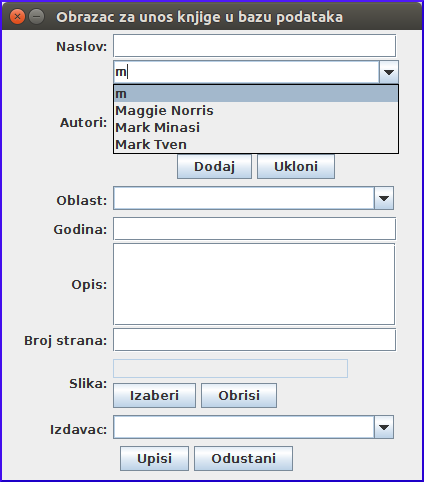 Obrazac za unos knjige u bazu podataka
Naslov:
m
m
Maggie Norris
Autori:
Mark Minasi
Mark Tven
Dodaj Ukloni
Oblast:
Godina:
Opis:
Broj strana:
Slika:
Izaberi Obrisi
Izdavac:
Upisi Odustani